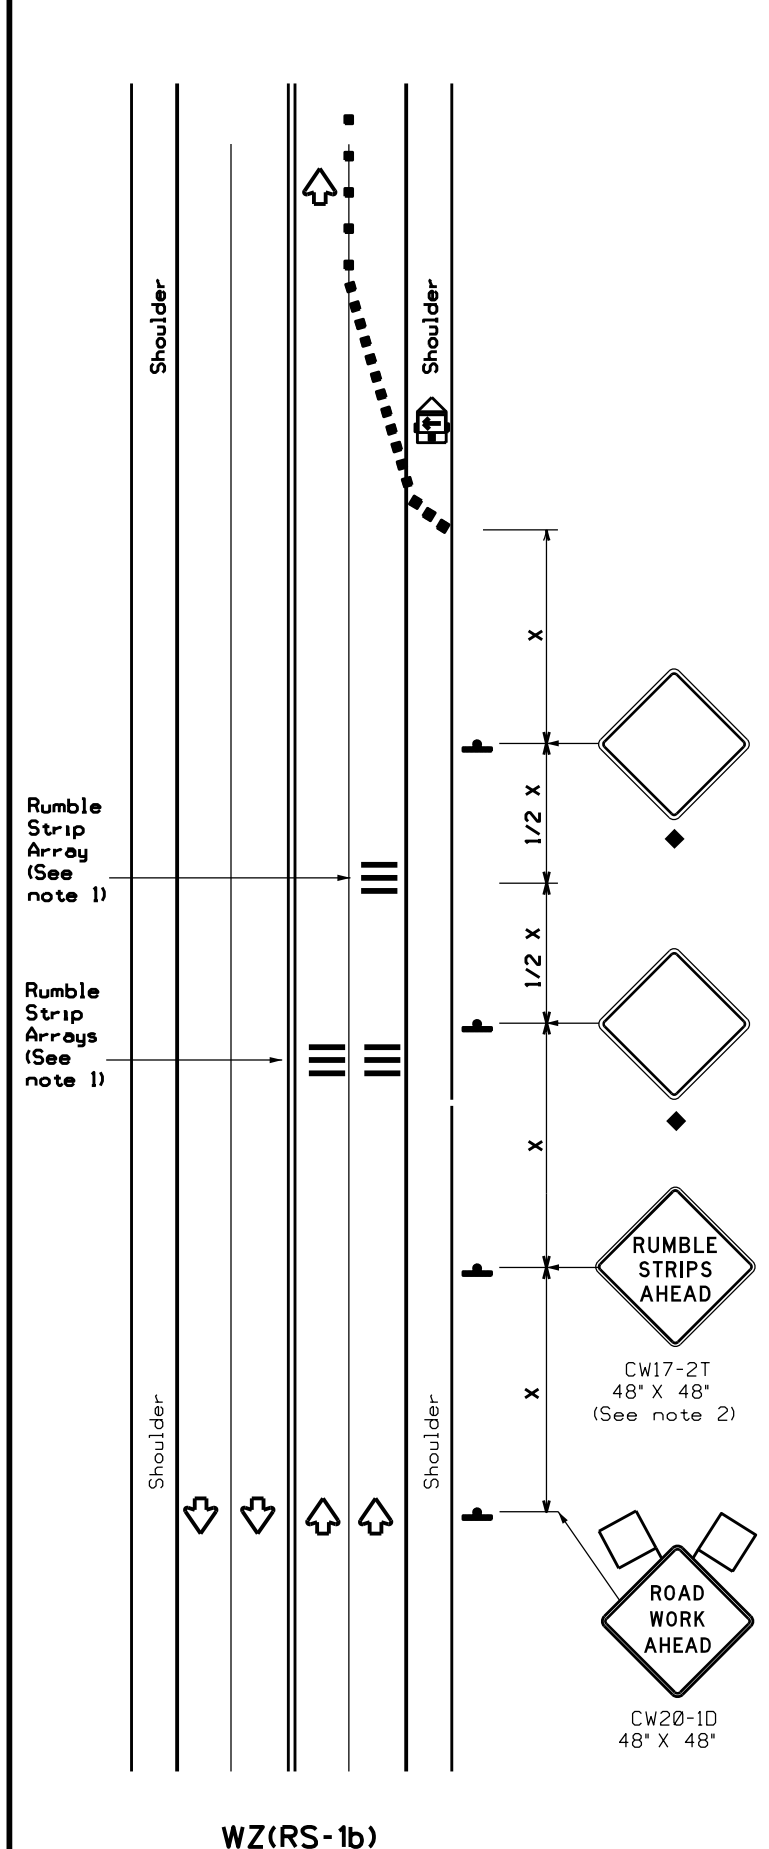 Shoulder
Shoulder
X
1/2 X
Rumble
Strip
Array
(See
note 1)
1/2 X
Rumble
Strip
Arrays
(See
note 1)
X
RUMBLE
STRIPS
AHEAD
CW17-2T
48" X 48"
(See note 2)
X
Shoulder
Shoulder
ROAD
WORK
AHEAD
CW20-1D
48" X 48"
WZ(RS-1b)